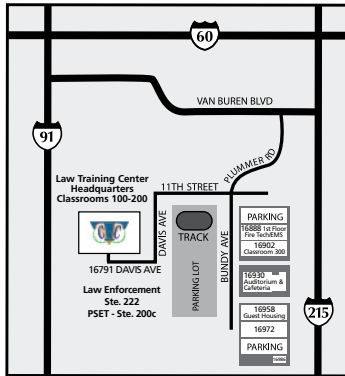 60
VAN BUREN BLVD
91
PLUMMER RD
Law Training Center
Headquarters
Classrooms 100-200
11TH STREET
DAVIS AVE
TRACK
PARKING LOT
BUNDY AVE
16791 DAVIS AVE
Law Enforcement
Ste. 222
PSET - Ste. 200c
PARKING
16888 1st Floor
Fire Tech/EMS
16902
Classroom 300
16930
Auditorium &
Cafeteria
16958
Guest Housing
16972
PARKING
215